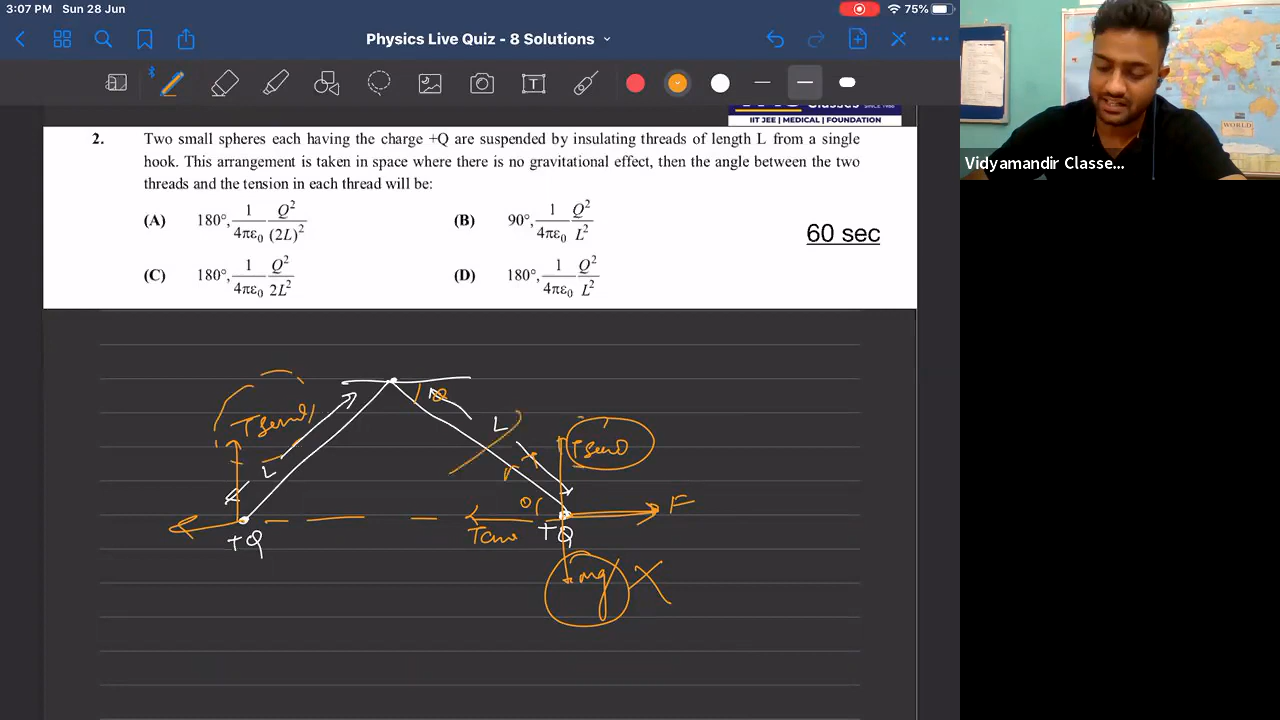 3:07 PM Sun 28 Jun
75%
Physics Live Quiz - 8 Solutions
Classes SINCE 1986
IIT JEE | MEDICAL | FOUNDATION
2. Two small spheres each having the charge +Q are suspended by insulating threads of length L from a single
hook. This arrangement is taken in space where there is no gravitational effect, then the angle between the two
threads and the tension in each thread will be:
(A) 180°, 1/4πε₀ Q²/(2L)² (B) 90°, 1/4πε₀ Q²/L²
60 sec
(C) 180°, 1/4πε₀ Q²/2L² (D) 180°, 1/4πε₀ Q²/L²
Vidyamandir Classe...
WORLD
θ
L
L
F
+Q
+Q
mg